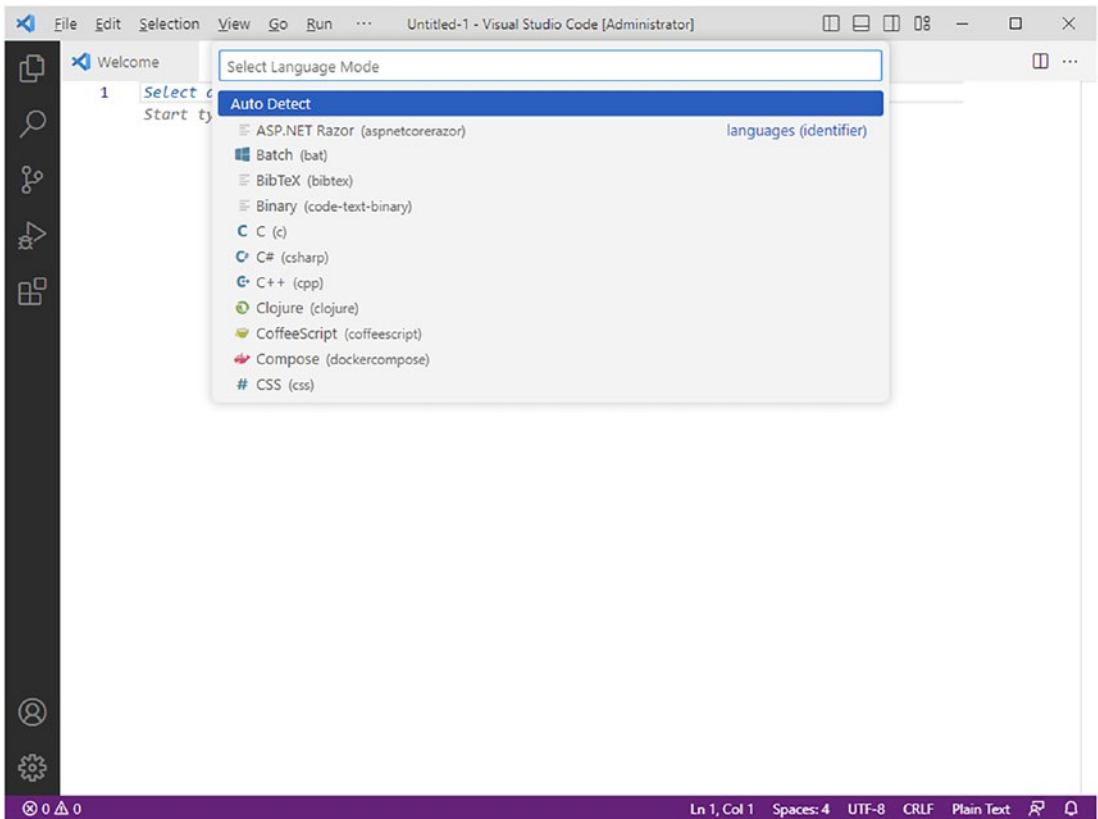 File Edit Selection View Go Run ··· Untitled-1 - Visual Studio Code [Administrator]
Welcome
Select Language Mode
1 Select
Start
Auto Detect
ASP.NET Razor (aspnetcorerazor) languages (identifier)
Batch (bat)
BibTeX (bibtex)
Binary (code-text-binary)
C C (c)
C# C# (csharp)
C+ C++ (cpp)
Clojure (clojure)
CoffeeScript (coffeescript)
Compose (dockercompose)
# CSS (css)
0 0 Ln 1, Col 1 Spaces: 4 UTF-8 CRLF Plain Text